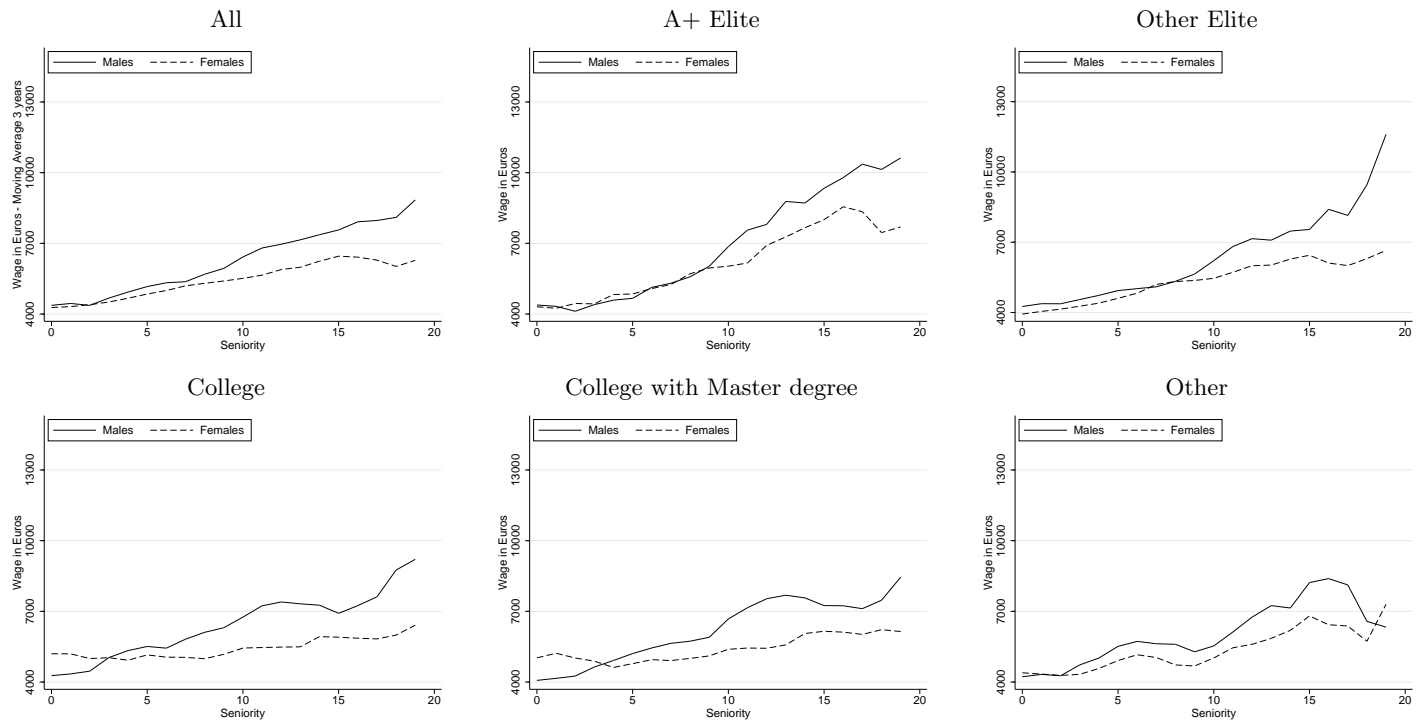 All
Males Females
Wage in Euros - Moving Average 3 years
13000
10000
7000
4000
0 5 10 15 20
Seniority
A+ Elite
Males Females
Wage in Euros
13000
10000
7000
4000
0 5 10 15 20
Seniority
Other Elite
Males Females
Wage in Euros
13000
10000
7000
4000
0 5 10 15 20
Seniority
College
Males Females
Wage in Euros
13000
10000
7000
4000
0 5 10 15 20
Seniority
College with Master degree
Males Females
Wage in Euros
13000
10000
7000
4000
0 5 10 15 20
Seniority
Other
Males Females
Wage in Euros
13000
10000
7000
4000
0 5 10 15 20
Seniority